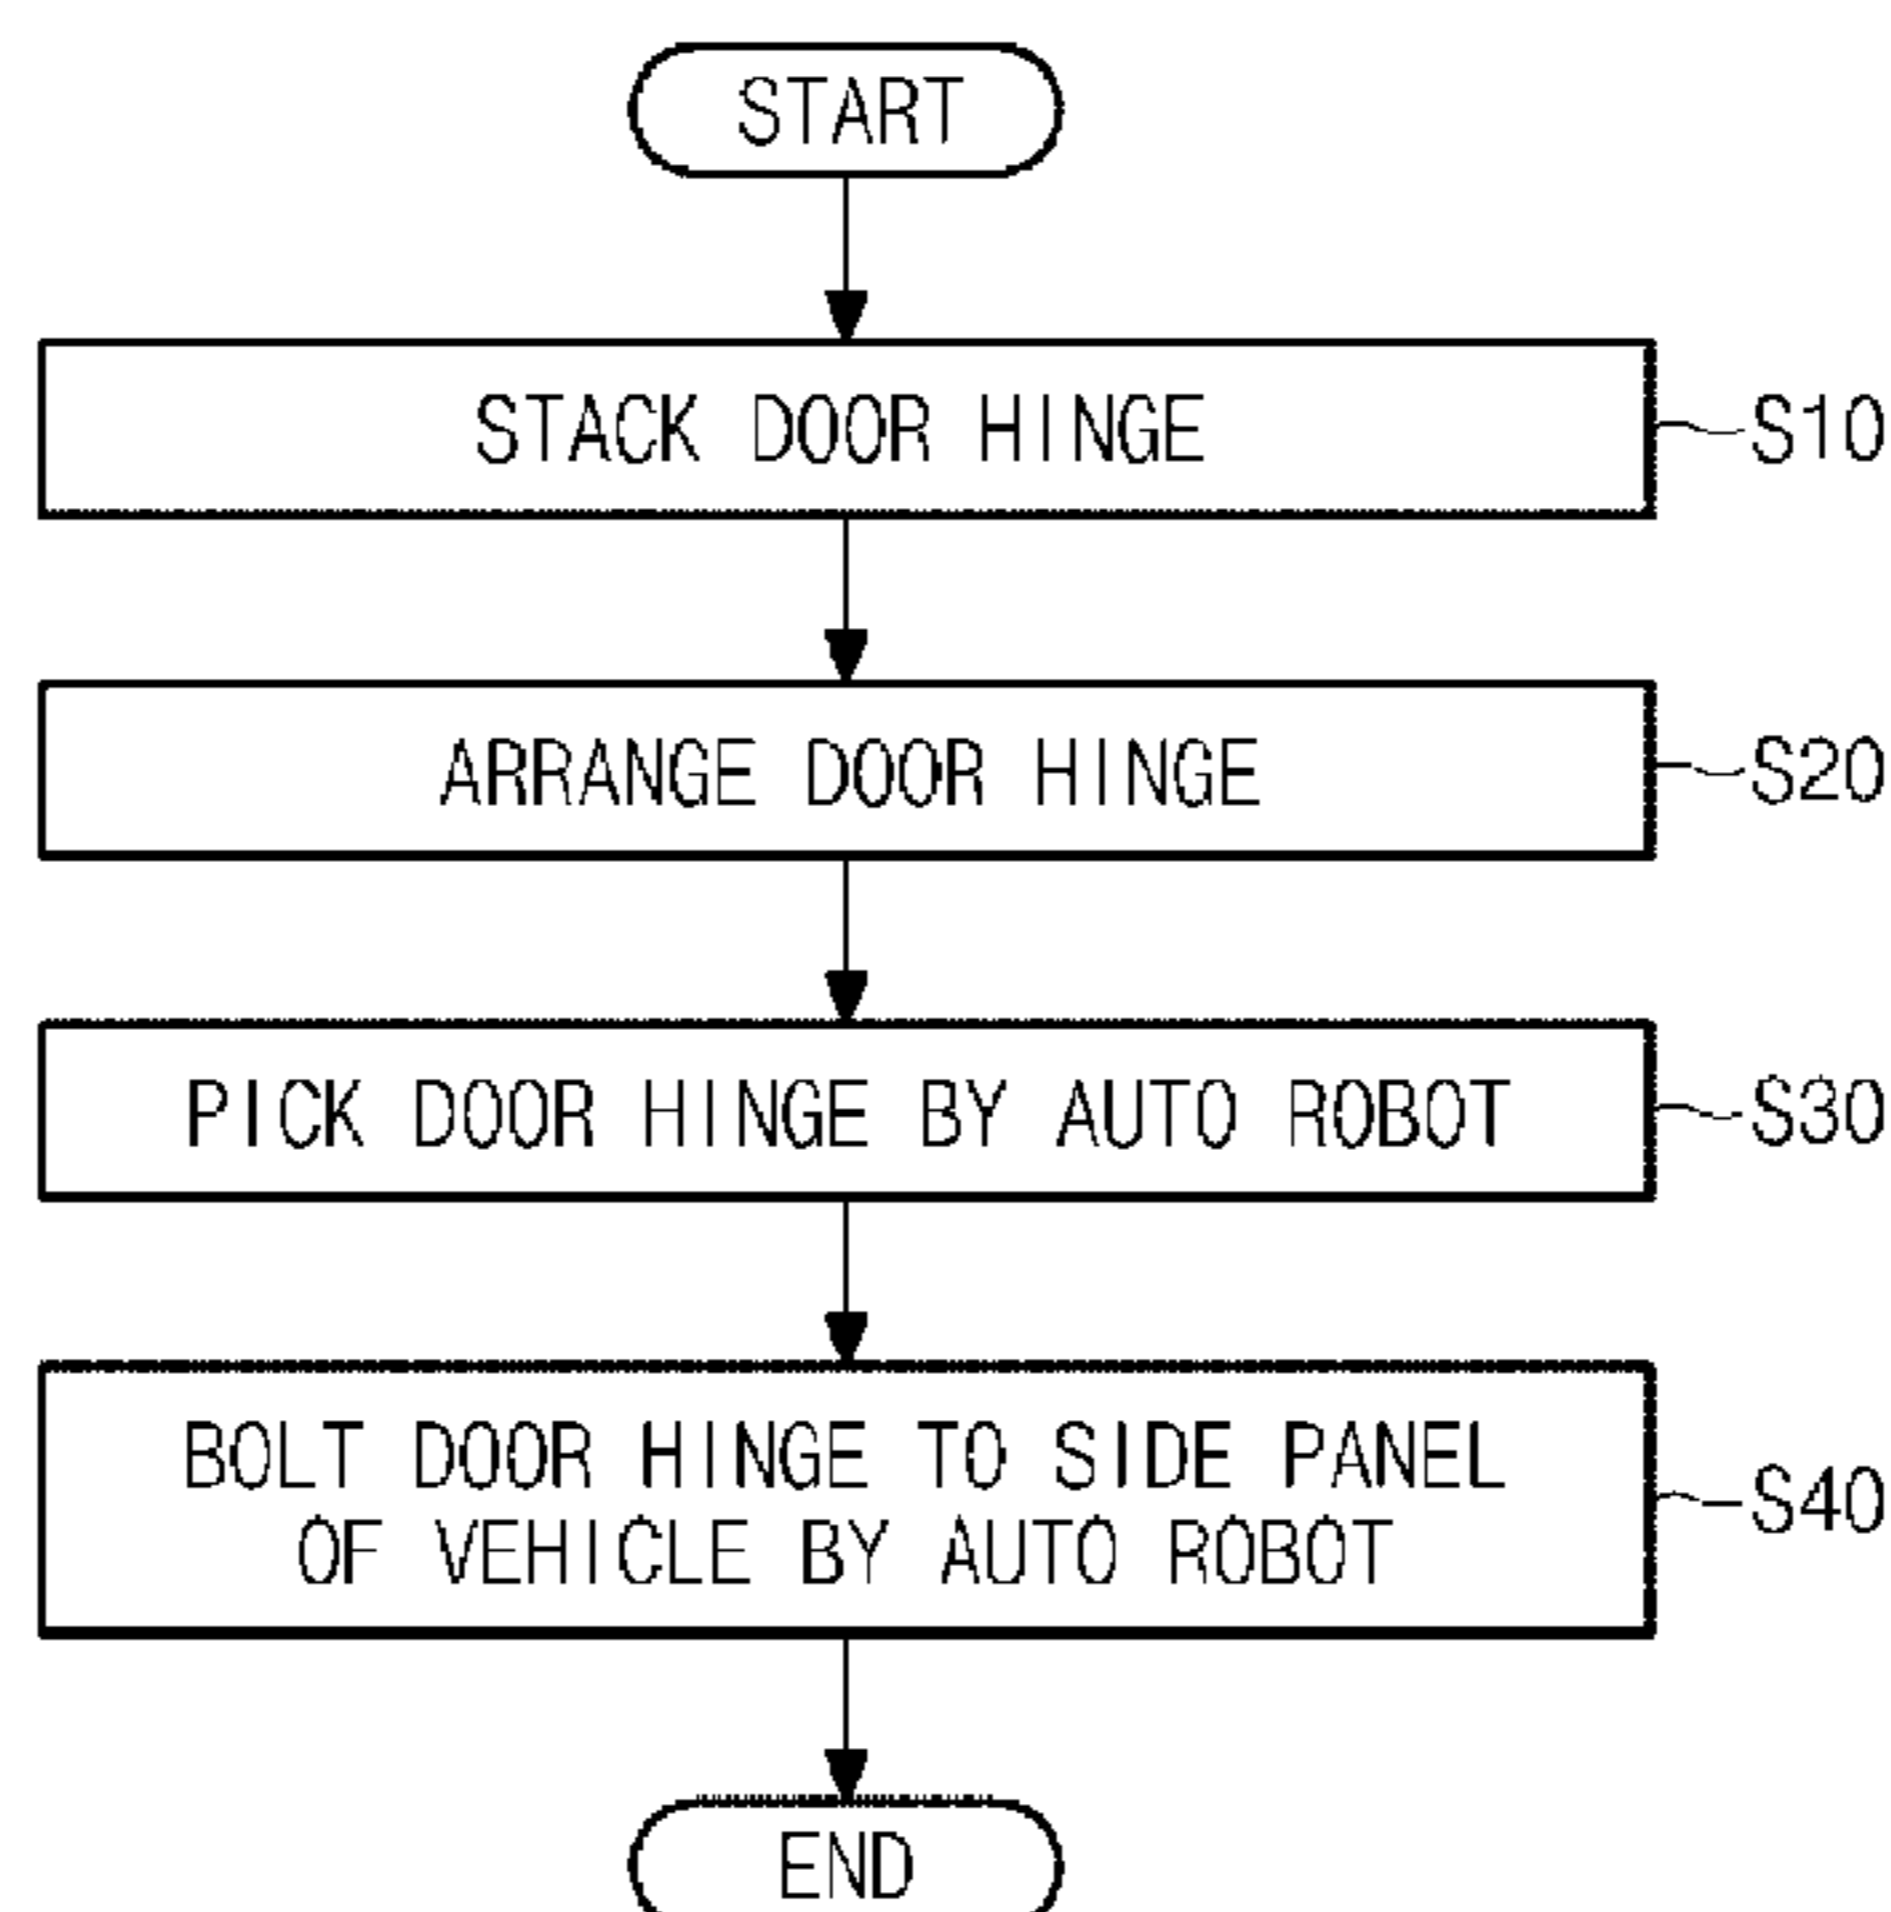 START
STACK DOOR HINGE
S10
ARRANGE DOOR HINGE
S20
PICK DOOR HINGE BY AUTO ROBOT
S30
BOLT DOOR HINGE TO SIDE PANEL
OF VEHICLE BY AUTO ROBOT
S40
END